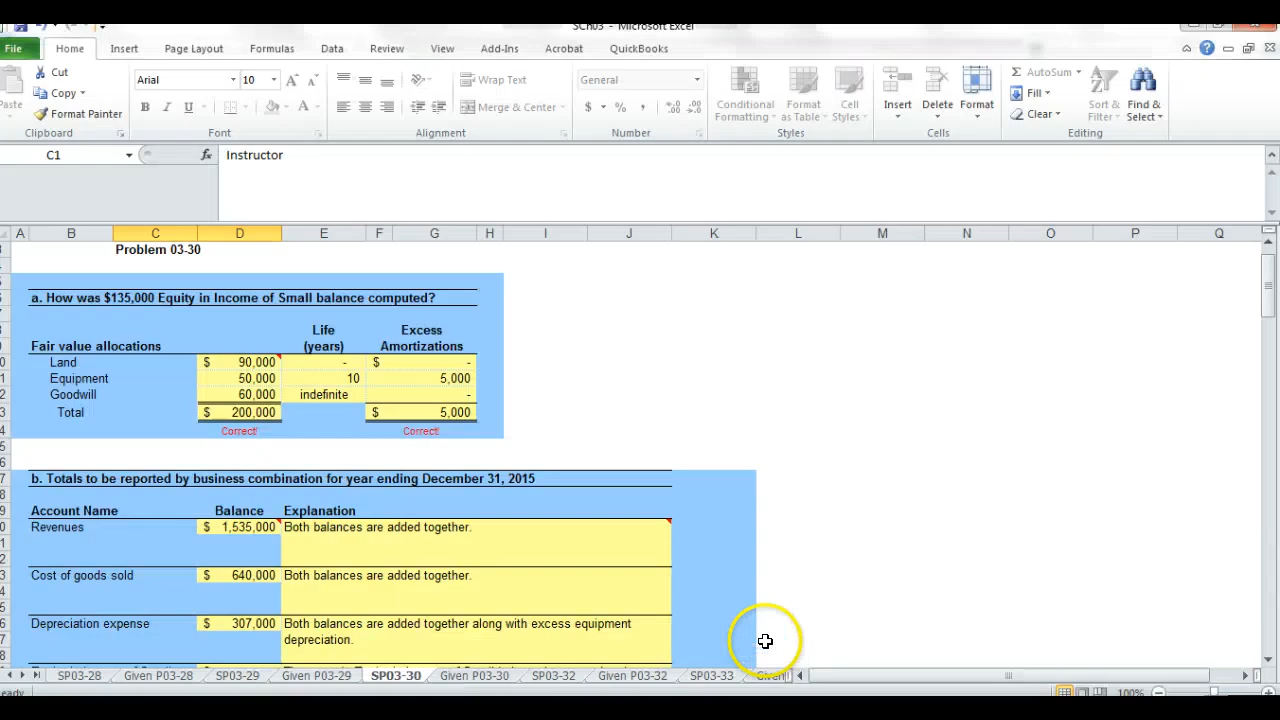 SCh03 - Microsoft Excel
File Home Insert Page Layout Formulas Data Review View Add-Ins Acrobat QuickBooks
Cut
Copy
Paste
Format Painter
Clipboard
Arial 10
B I U
Font
Wrap Text
Merge & Center
Alignment
General
$ % ,
Number
Conditional Formatting
Format as Table
Cell Styles
Styles
Insert Delete Format
Cells
Σ AutoSum
Fill
Clear
Sort & Filter
Find & Select
Editing
C1 fx Instructor
A B C D E F G H I J K L M N O P Q
Problem 03-30
a. How was $135,000 Equity in Income of Small balance computed?
Life Excess
Fair value allocations (years) Amortizations
Land $ 90,000 - $ -
Equipment 50,000 10 5,000
Goodwill 60,000 indefinite -
Total $ 200,000 $ 5,000
Correct! Correct!
b. Totals to be reported by business combination for year ending December 31, 2015
Account Name Balance Explanation
Revenues $ 1,535,000 Both balances are added together.
Cost of goods sold $ 640,000 Both balances are added together.
Depreciation expense $ 307,000 Both balances are added together along with excess equipment
depreciation.
SP03-28 Given P03-28 SP03-29 Given P03-29 SP03-30 Given P03-30 SP03-32 Given P03-32 SP03-33 Given
eady 100%